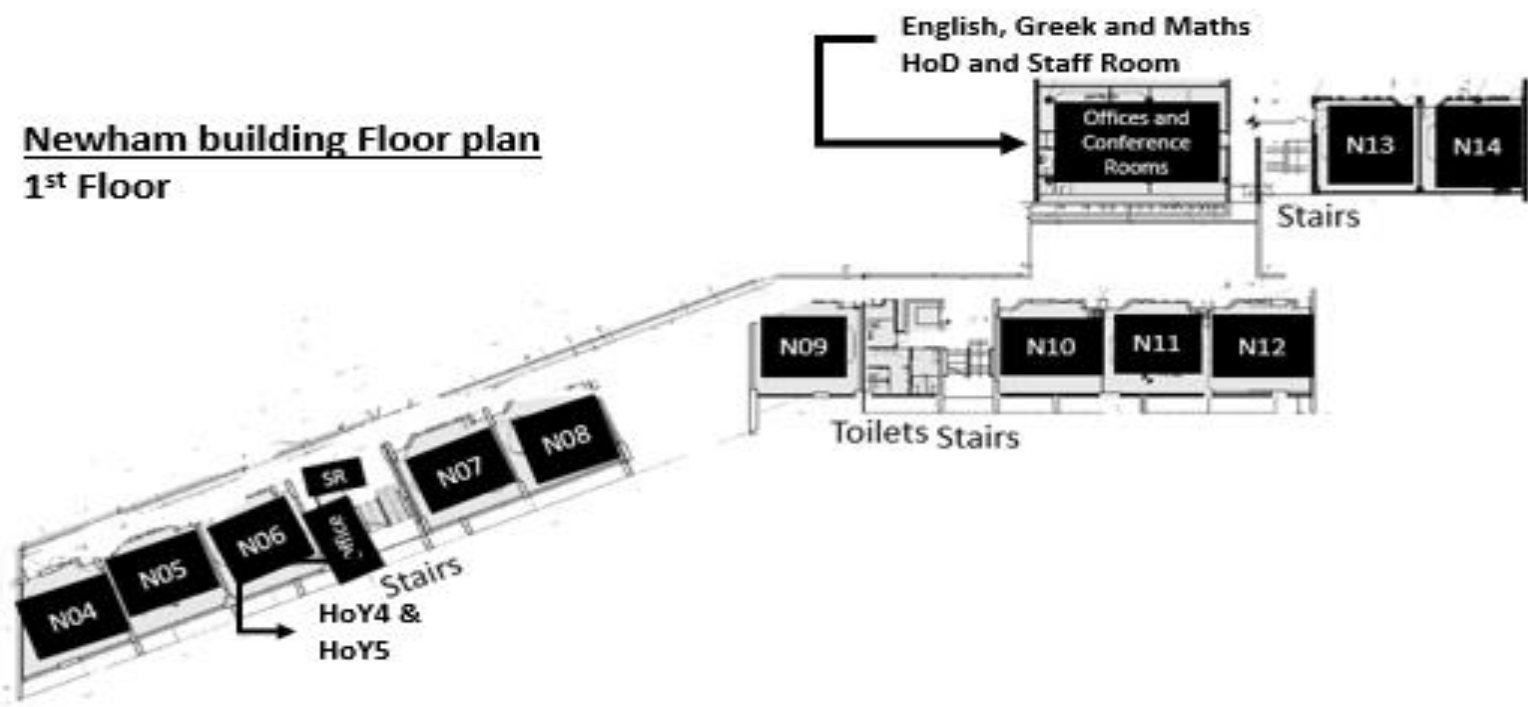 English, Greek and Maths
HoD and Staff Room
Newham building Floor plan
1st Floor
Offices and
Conference
Rooms
N13
N14
Stairs
N09
N10
N11
N12
Toilets
Stairs
N08
N07
SR
N06
N05
N04
Stairs
HoY4 &
HoY5